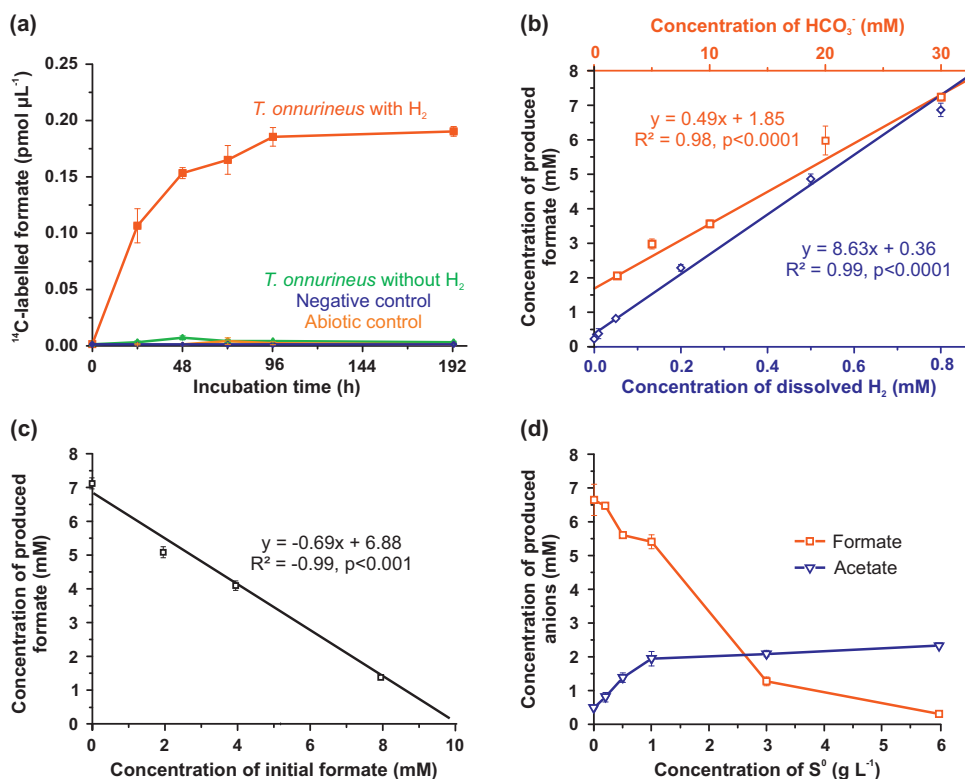 (a)
0.25
0.20
0.15
0.10
0.05
0.00
¹⁴C-labelled formate (pmol µL⁻¹)
T. onnurineus with H₂
T. onnurineus without H₂
Negative control
Abiotic control
0 48 96 144 192
Incubation time (h)
(b)
Concentration of HCO₃⁻ (mM)
0 10 20 30
8
7
6
5
4
3
2
1
0
Concentration of produced
formate (mM)
y = 0.49x + 1.85
R² = 0.98, p<0.0001
y = 8.63x + 0.36
R² = 0.99, p<0.0001
0.0 0.2 0.4 0.6 0.8
Concentration of dissolved H₂ (mM)
(c)
8
7
6
5
4
3
2
1
0
Concentration of produced
formate (mM)
y = -0.69x + 6.88
R² = -0.99, p<0.001
0 2 4 6 8 10
Concentration of initial formate (mM)
(d)
8
7
6
5
4
3
2
1
0
Concentration of produced
anions (mM)
Formate
Acetate
0 1 2 3 4 5 6
Concentration of S⁰ (g L⁻¹)